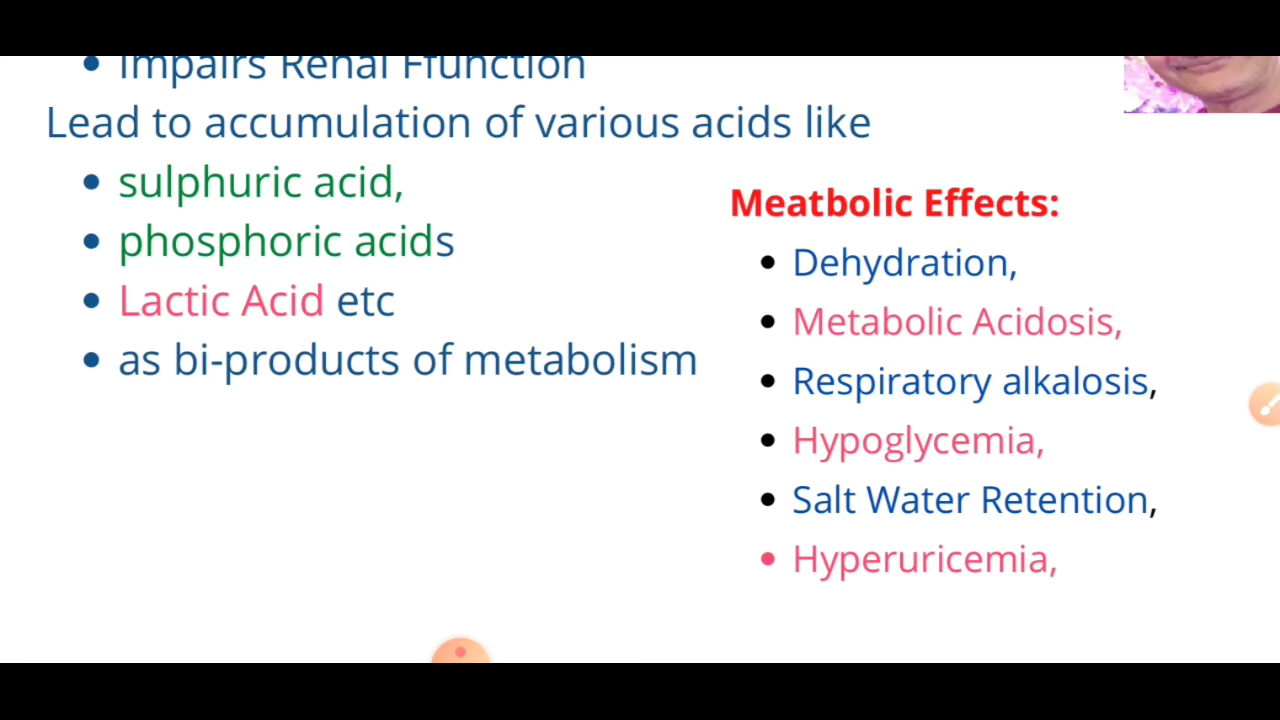 Impairs Renal Ffunction
Lead to accumulation of various acids like
sulphuric acid,
phosphoric acids
Lactic Acid etc
as bi-products of metabolism
Meatbolic Effects:
Dehydration,
Metabolic Acidosis,
Respiratory alkalosis,
Hypoglycemia,
Salt Water Retention,
Hyperuricemia,